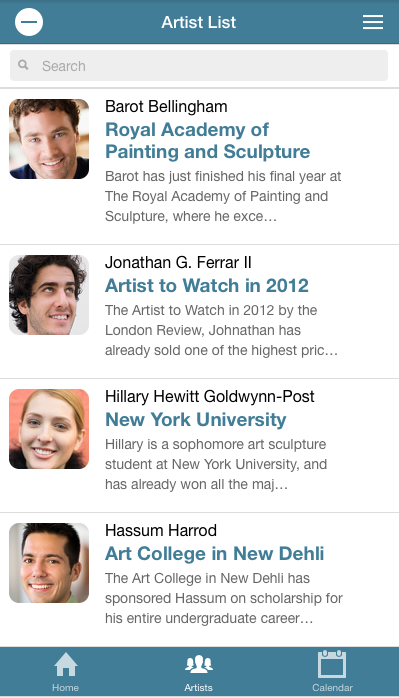 Artist List
Search
Barot Bellingham
Royal Academy of
Painting and Sculpture
Barot has just finished his final year at
The Royal Academy of Painting and
Sculpture, where he exce…
Jonathan G. Ferrar II
Artist to Watch in 2012
The Artist to Watch in 2012 by the
London Review, Johnathan has
already sold one of the highest pric…
Hillary Hewitt Goldwynn-Post
New York University
Hillary is a sophomore art sculpture
student at New York University, and
has already won all the maj…
Hassum Harrod
Art College in New Dehli
The Art College in New Dehli has
sponsored Hassum on scholarship for
his entire undergraduate career…
Home
Artists
Calendar